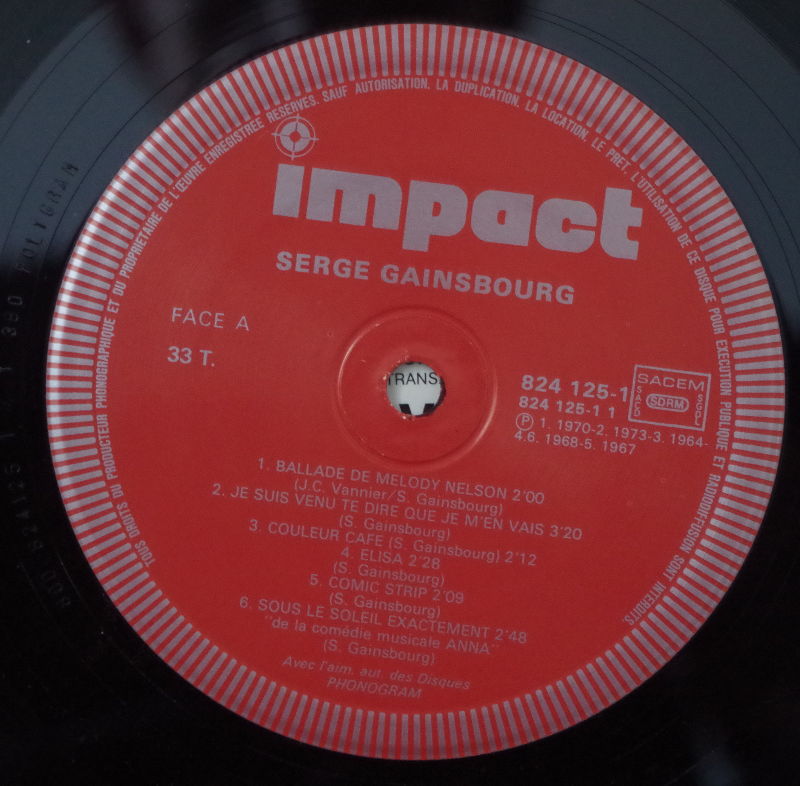 TOUS DROITS DU PRODUCTEUR PHONOGRAPHIQUE ET DU PROPRIETAIRE DE L'ŒUVRE ENREGISTREE RESERVES. SAUF AUTORISATION, LA DUPLICATION, LA LOCATION, LE PRET, L'UTILISATION DE CE DISQUE POUR EXECUTION PUBLIQUE ET RADIODIFFUSION SONT INTERDITS
impact
SERGE GAINSBOURG
FACE A
33 T.
TRANS
824 125-1
824 125-1 1
Ⓟ 1. 1970-2. 1973-3. 1964-
4.6. 1968-5. 1967
SACEM
SACD
SDRM
SGDL
1. BALLADE DE MELODY NELSON 2'00
(J.C. Vannier/S. Gainsbourg)
2. JE SUIS VENU TE DIRE QUE JE M'EN VAIS 3'20
(S. Gainsbourg)
3. COULEUR CAFE (S. Gainsbourg) 2'12
4. ELISA 2'28
(S. Gainsbourg)
5. COMIC STRIP 2'09
(S. Gainsbourg)
6. SOUS LE SOLEIL EXACTEMENT 2'48
"de la comédie musicale ANNA"
(S. Gainsbourg)
Avec l'aim. aut. des Disques
PHONOGRAM
380 POLYGRAM